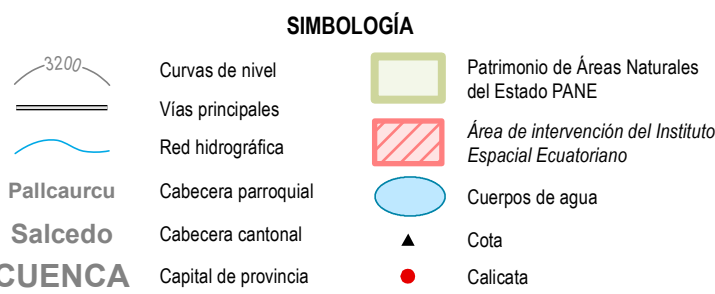 SIMBOLOGÍA
3200
Curvas de nivel
Vías principales
Red hidrográfica
Pallcaurcu
Cabecera parroquial
Salcedo
Cabecera cantonal
CUENCA
Capital de provincia
Patrimonio de Áreas Naturales
del Estado PANE
Área de intervención del Instituto
Espacial Ecuatoriano
Cuerpos de agua
Cota
Calicata